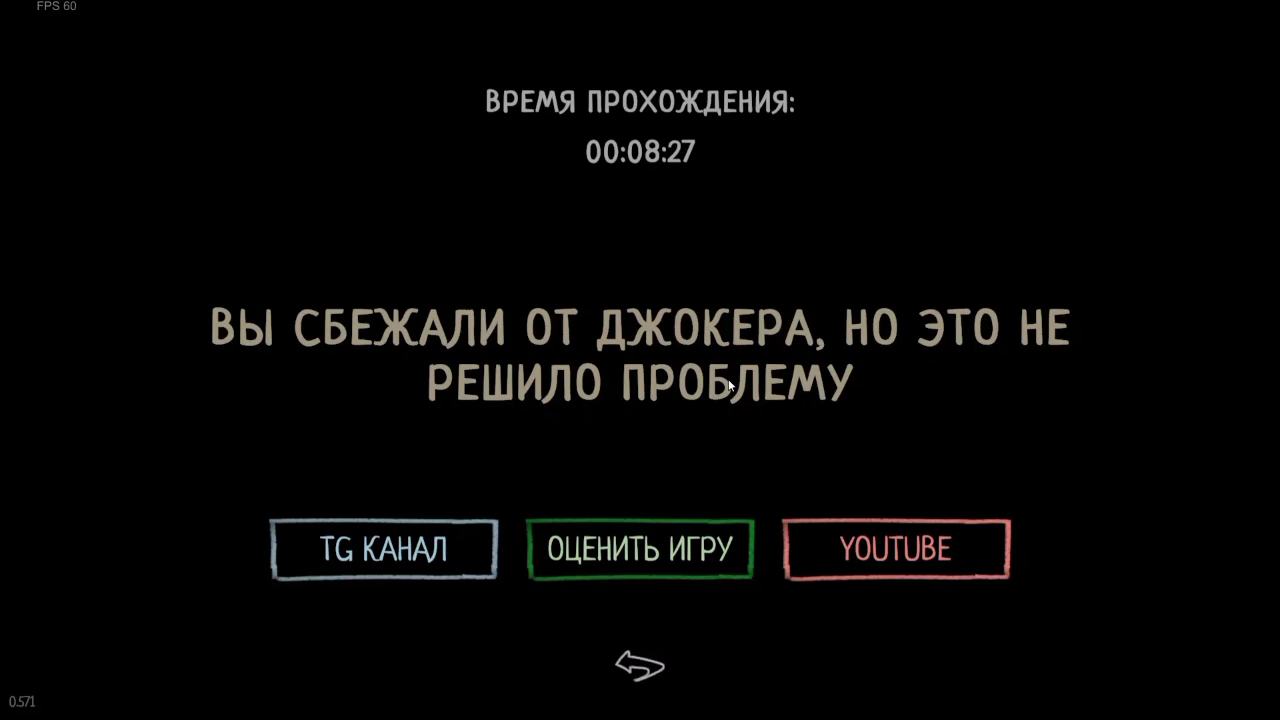 FPS 60
ВРЕМЯ ПРОХОЖДЕНИЯ:
00:08:27
ВЫ СБЕЖАЛИ ОТ ДЖОКЕРА, НО ЭТО НЕ
РЕШИЛО ПРОБЛЕМУ
TG КАНАЛ
ОЦЕНИТЬ ИГРУ
YOUTUBE
0.571